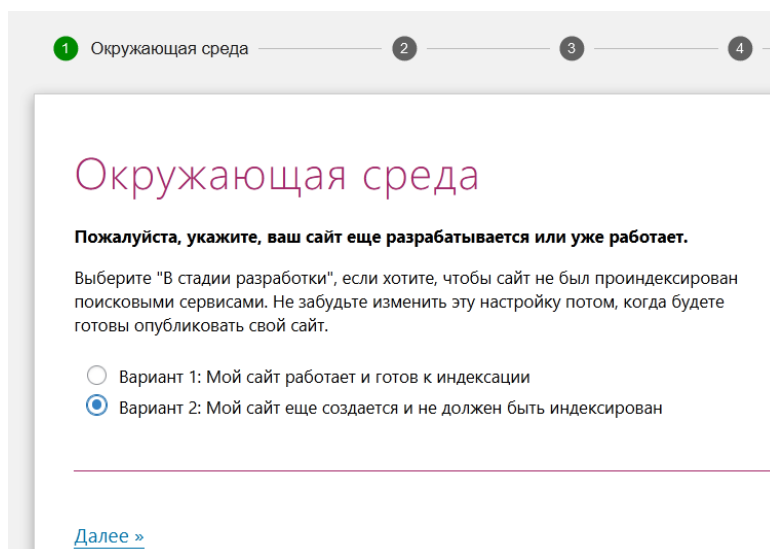 1 Окружающая среда 2 3 4
Окружающая среда
Пожалуйста, укажите, ваш сайт еще разрабатывается или уже работает.
Выберите "В стадии разработки", если хотите, чтобы сайт не был проиндексирован
поисковыми сервисами. Не забудьте изменить эту настройку потом, когда будете
готовы опубликовать свой сайт.
Вариант 1: Мой сайт работает и готов к индексации
Вариант 2: Мой сайт еще создается и не должен быть индексирован
Далее »